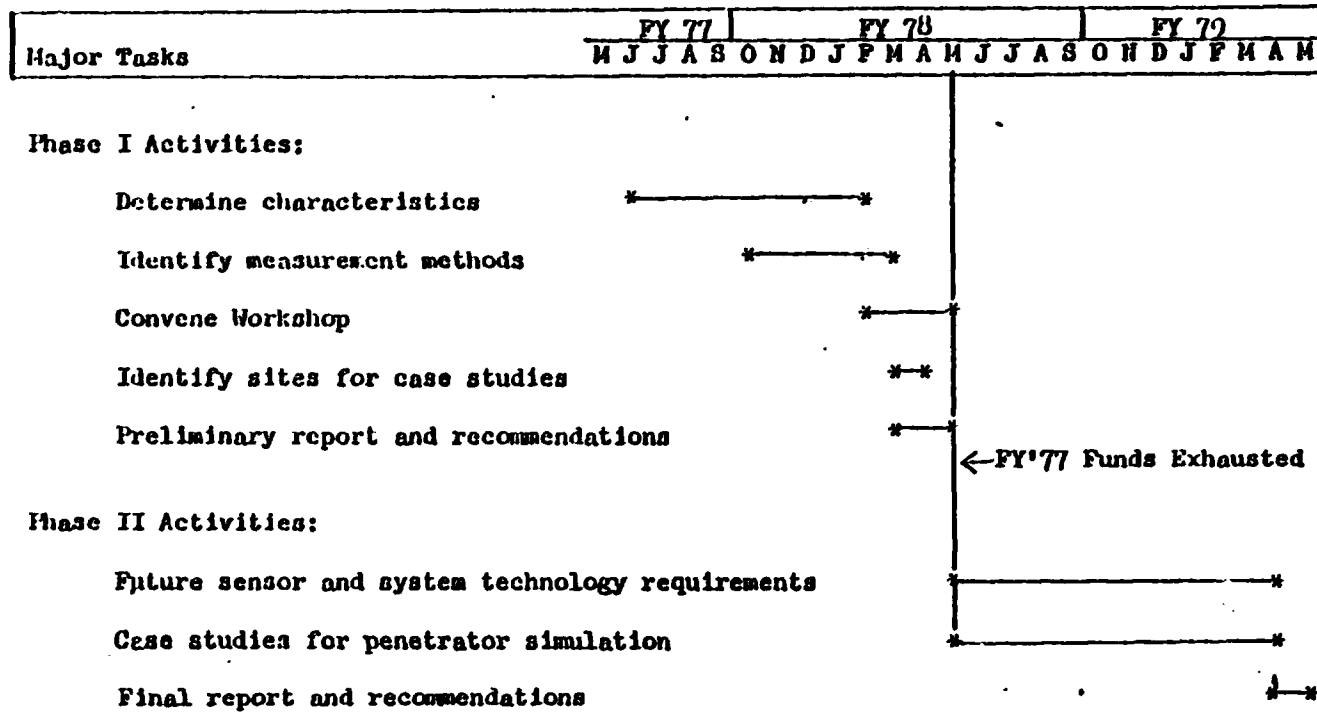 FY 77 FY 78 FY 79
Major Tasks M J J A S O N D J F M A M J J A S O N D J F M A M
Phase I Activities:
Determine characteristics
Identify measurement methods
Convene Workshop
Identify sites for case studies
Preliminary report and recommendations
←FY'77 Funds Exhausted
Phase II Activities:
Future sensor and system technology requirements
Case studies for penetrator simulation
Final report and recommendations